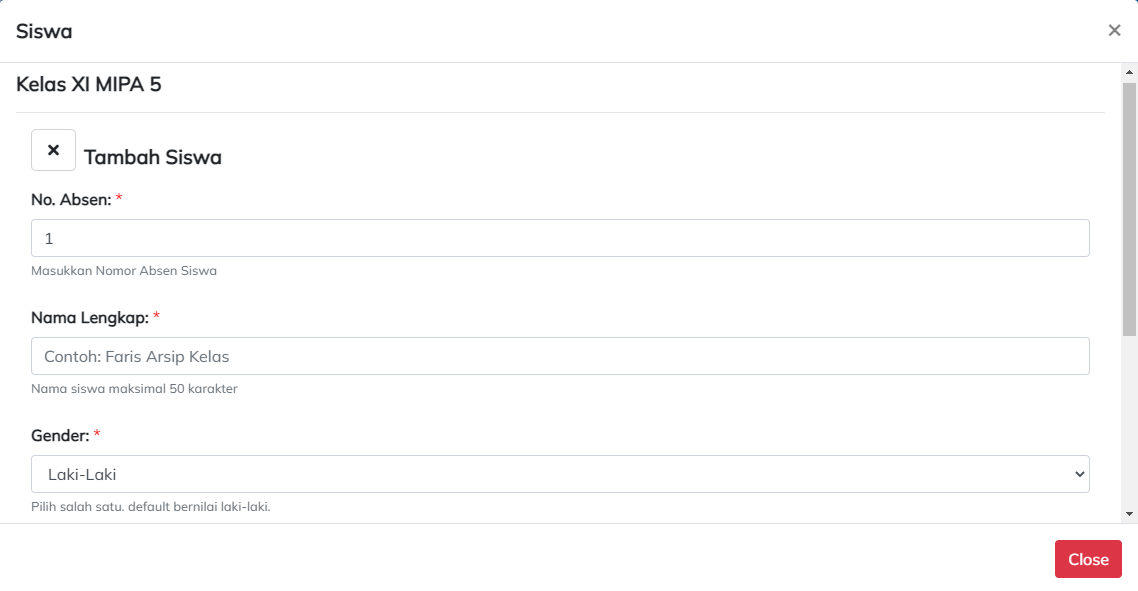 Siswa
×
Kelas XI MIPA 5
Tambah Siswa
No. Absen: *
1
Masukkan Nomor Absen Siswa
Nama Lengkap: *
Contoh: Faris Arsip Kelas
Nama siswa maksimal 50 karakter
Gender: *
Laki-Laki
Pilih salah satu. default bernilai laki-laki.
Close